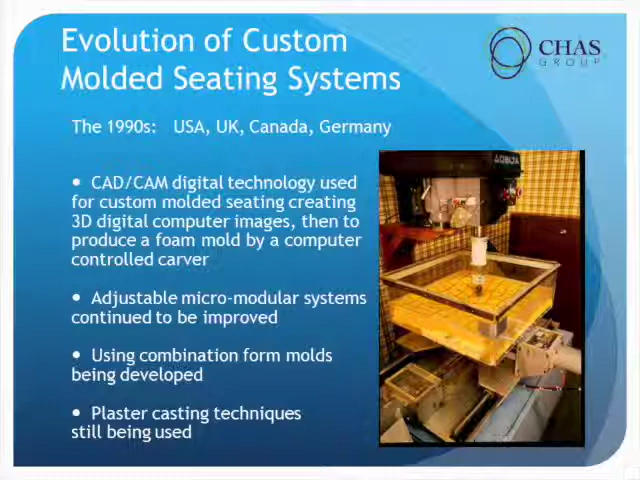 Evolution of Custom
Molded Seating Systems
CHAS
GROUP
The 1990s: USA, UK, Canada, Germany
• CAD/CAM digital technology used
for custom molded seating creating
3D digital computer images, then to
produce a foam mold by a computer
controlled carver
• Adjustable micro-modular systems
continued to be improved
• Using combination form molds
being developed
• Plaster casting techniques
still being used